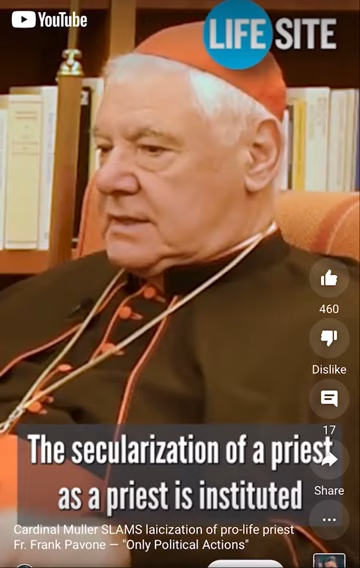 YouTube
LIFE SITE
460
Dislike
17
The secularization of a priest
as a priest is instituted
Share
Cardinal Muller SLAMS laicization of pro-life priest
Fr. Frank Pavone — "Only Political Actions"